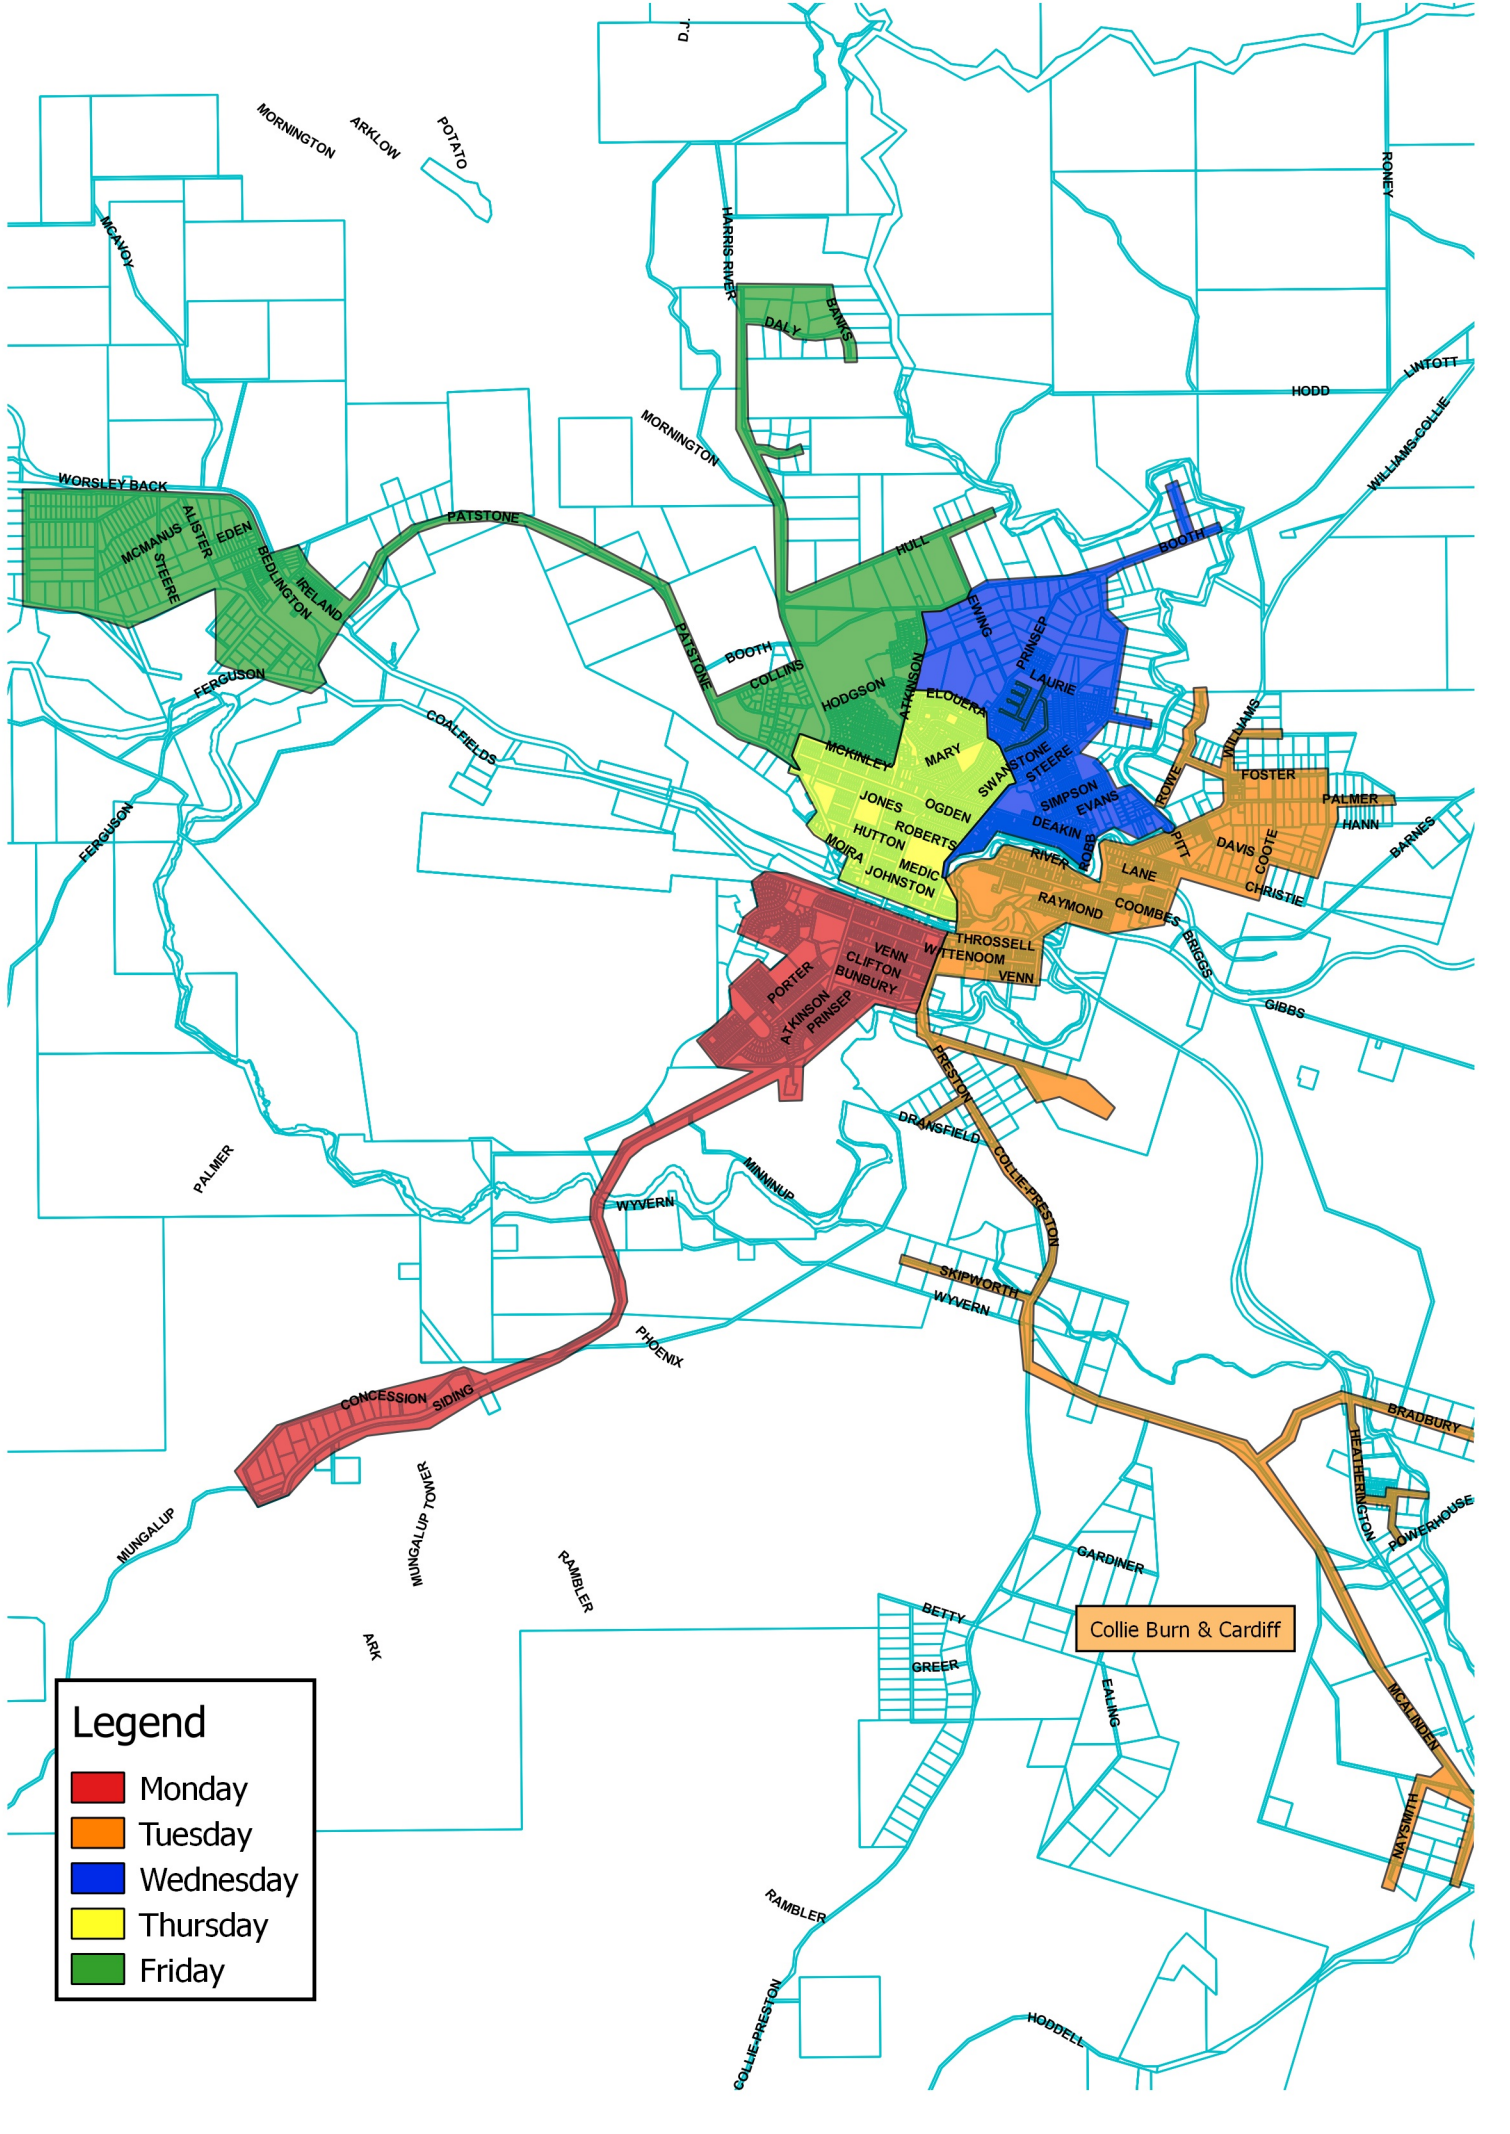 D.J.
MORNINGTON
ARKLOW
POTATO
RONEY
MCAVOY
HARRIS RIVER
BANKS
DALY
LINTOTT
HODD
MORNINGTON
WILLIAMS-COLLIE
WORSLEY BACK
PATSTONE
ALISTER
EDEN
MCMANUS
STEERE
BEDLINGTON
IRELAND
HULL
BOOTH
EWING
PRINSEP
PATSTONE
BOOTH
COLLINS
ATKINSON
LAURIE
FERGUSON
HODGSON
ELOUERA
COALFIELDS
WILLIAMS
MCKINLEY
MARY
SWANSTONE
STEERE
ROWE
FOSTER
JONES
OGDEN
SIMPSON
EVANS
PALMER
HANN
FERGUSON
HUTTON
ROBERTS
DEAKIN
ROBB
PITT
DAVIS
COOTE
BARNES
MOIRA
MEDIC
RIVER
JOHNSTON
LANE
CHRISTIE
RAYMOND
COOMBES
VENN
WITTENOOM
THROSSELL
BRIGGS
CLIFTON
BUNBURY
VENN
PORTER
ATKINSON
PRINSEP
GIBBS
PRESTON
DRANSFIELD
PALMER
MINNINUP
COLLIE-PRESTON
WYVERN
SKIPWORTH
WYVERN
PHOENIX
CONCESSION
SIDING
BRADBURY
HEATHERINGTON
MUNGALUP
MUNGALUP TOWER
POWERHOUSE
RAMBLER
GARDINER
BETTY
Collie Burn & Cardiff
ARK
GREER
EALING
MCALINDEN
NAYSMITH
RAMBLER
COLLIE-PRESTON
HODDELL
Legend
Monday
Tuesday
Wednesday
Thursday
Friday